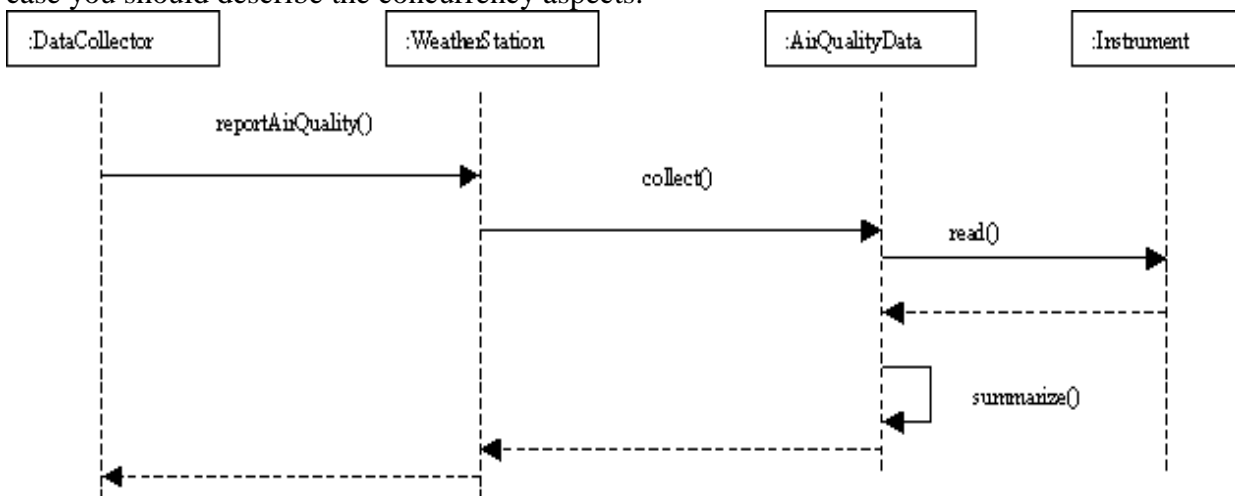 case you should describe the concurrency aspects.
:DataCollector :WeatherStation :AirQualityData :Instrument
reportAirQuality()
collect()
read()
summarize()